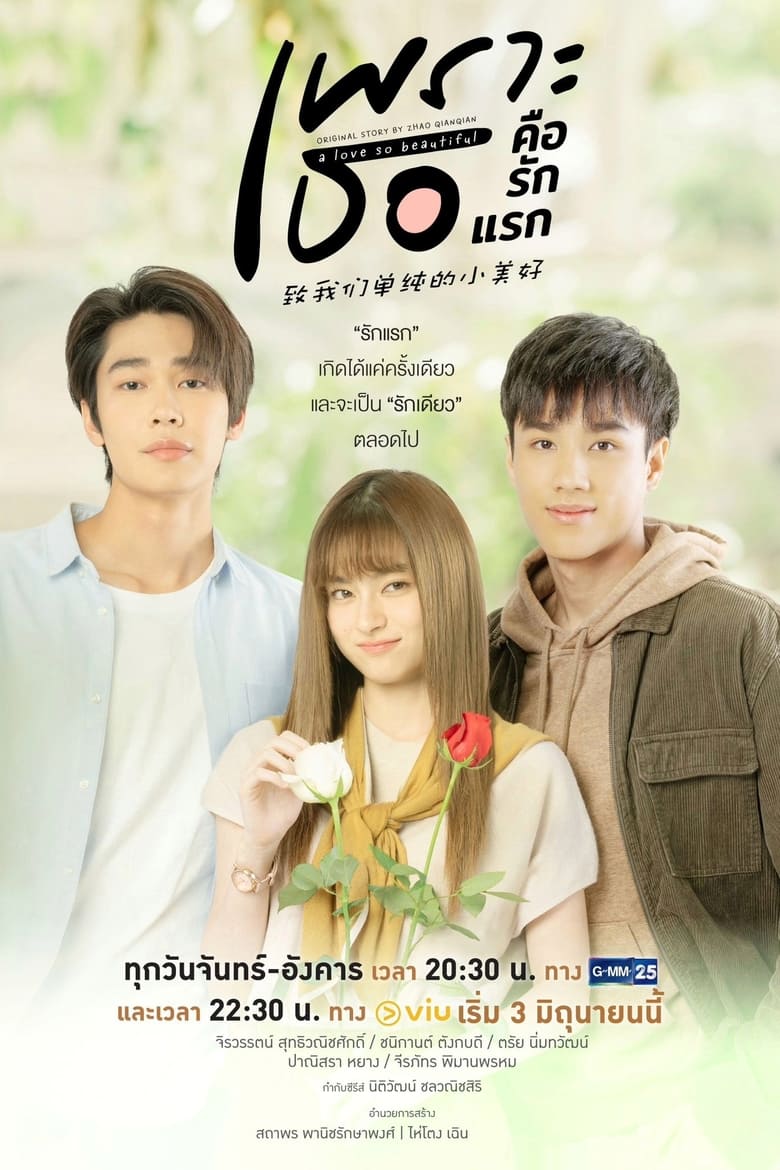 เพราะ
ORIGINAL STORY BY ZHAO QIANQIAN
a love so beautiful
เธอ
คือ
รัก
แรก
致我们单纯的小美好
“รักแรก”
เกิดได้แค่ครั้งเดียว
และจะเป็น “รักเดียว”
ตลอดไป
ทุกวันจันทร์-อังคาร เวลา 20:30 น. ทาง GMM 25
และเวลา 22:30 น. ทาง viu เริ่ม 3 มิถุนายนนี้
จิรวรรตน์ สุทธิวณิชศักดิ์ / ชนิกานต์ ตังกบดี / ตรัย นิ่มทวัฒน์
ปาณิสรา หยาง / จีรภัทร พิมานพรหม
กำกับซีรีส์ นิติวัฒน์ ชลวณิชสิริ
อำนวยการสร้าง
สถาพร พานิชรักษาพงศ์ | ไห่โตง เฉิน